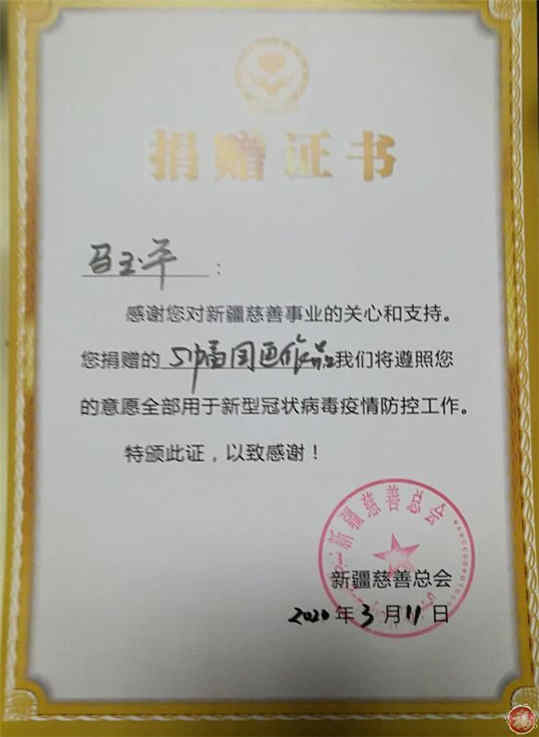 捐赠证书
马玉平：
感谢您对新疆慈善事业的关心和支持。
您捐赠的 5幅国画作品我们将遵照您
的意愿全部用于新型冠状病毒疫情防控工作。
特颁此证，以致感谢！
新疆慈善总会
新疆慈善总会
2020年3月11日
福